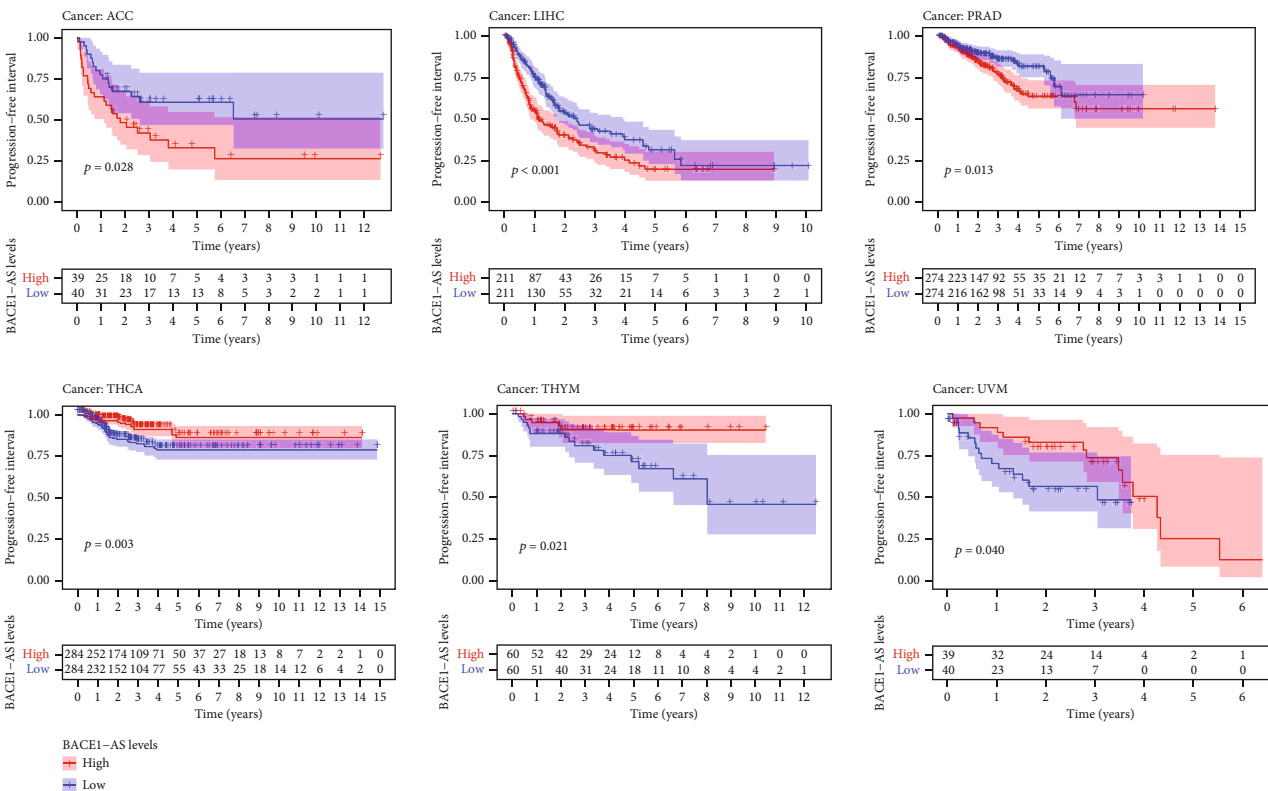 Cancer: ACC
Progression-free interval
1.00
0.75
0.50
0.25
0.00
p = 0.028
0 1 2 3 4 5 6 7 8 9 10 11 12
Time (years)
BACE1-AS levels
High 39 25 18 10 7 5 4 3 3 3 1 1 1
Low 40 31 23 17 13 13 8 5 3 2 2 1 1
0 1 2 3 4 5 6 7 8 9 10 11 12
Time (years)
Cancer: LIHC
Progression-free interval
1.00
0.75
0.50
0.25
0.00
p < 0.001
0 1 2 3 4 5 6 7 8 9 10
Time (years)
BACE1-AS levels
High 211 87 43 26 15 7 5 1 1 0 0
Low 211 130 55 32 21 14 6 3 3 2 1
0 1 2 3 4 5 6 7 8 9 10
Time (years)
Cancer: PRAD
Progression-free interval
1.00
0.75
0.50
0.25
0.00
p = 0.013
0 1 2 3 4 5 6 7 8 9 10 11 12 13 14 15
Time (years)
BACE1-AS levels
High 274 223 147 92 55 35 21 12 7 7 3 3 1 1 0 0
Low 274 216 162 98 51 33 14 9 4 3 1 0 0 0 0 0
0 1 2 3 4 5 6 7 8 9 10 11 12 13 14 15
Time (years)
Cancer: THCA
Progression-free interval
1.00
0.75
0.50
0.25
0.00
p = 0.003
0 1 2 3 4 5 6 7 8 9 10 11 12 13 14 15
Time (years)
BACE1-AS levels
High 284 252 174 109 71 50 37 27 18 13 8 7 2 2 1 0
Low 284 232 152 104 77 55 43 33 25 18 14 12 6 4 2 0
0 1 2 3 4 5 6 7 8 9 10 11 12 13 14 15
Time (years)
Cancer: THYM
Progression-free interval
1.00
0.75
0.50
0.25
0.00
p = 0.021
0 1 2 3 4 5 6 7 8 9 10 11 12
Time (years)
BACE1-AS levels
High 60 52 42 29 24 12 8 4 4 2 1 0 0
Low 60 51 40 31 24 18 11 10 8 4 4 2 1
0 1 2 3 4 5 6 7 8 9 10 11 12
Time (years)
Cancer: UVM
Progression-free interval
1.00
0.75
0.50
0.25
0.00
p = 0.040
0 1 2 3 4 5 6
Time (years)
BACE1-AS levels
High 39 32 24 14 4 2 1
Low 40 23 13 7 0 0 0
0 1 2 3 4 5 6
Time (years)
BACE1-AS levels
High
Low